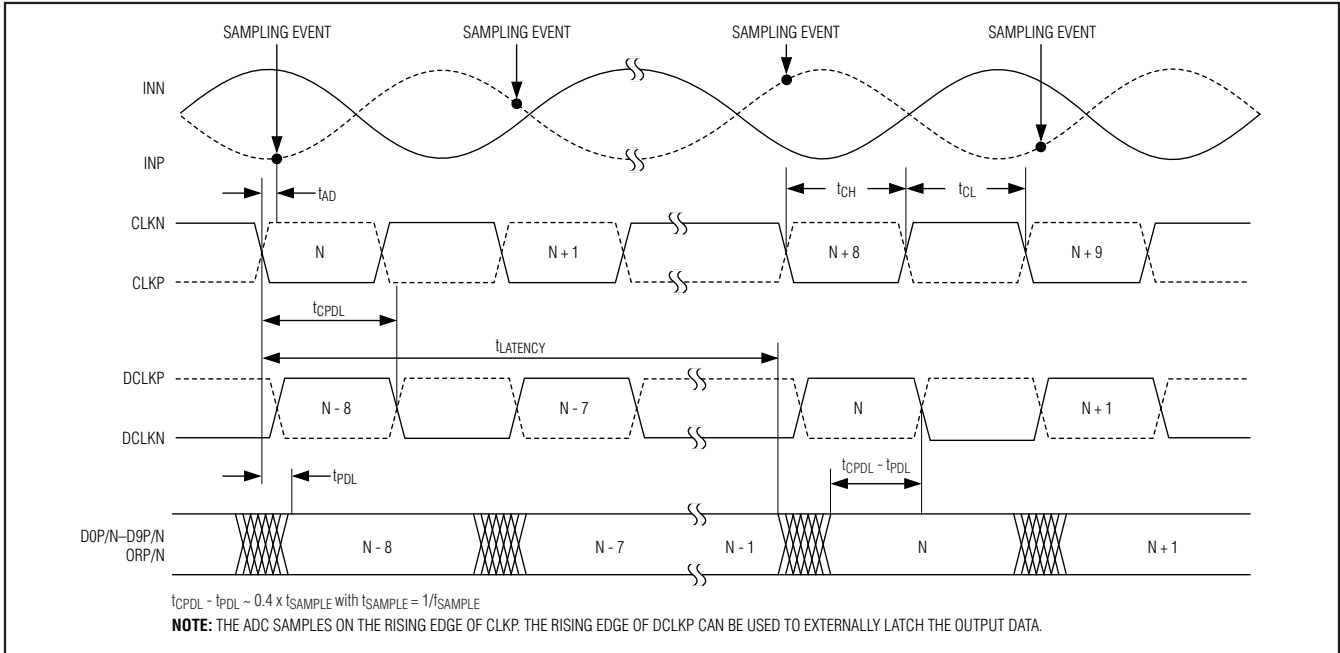 SAMPLING EVENT SAMPLING EVENT SAMPLING EVENT SAMPLING EVENT
INN
INP
tAD
tCH
tCL
CLKN
N
N + 1
N + 8
N + 9
CLKP
tCPDL
tLATENCY
DCLKP
N - 8
N - 7
N
N + 1
DCLKN
tPDL
tCPDL - tPDL
D0P/N–D9P/N
ORP/N
N - 8
N - 7
N - 1
N
N + 1
tCPDL - tPDL ~ 0.4 x tSAMPLE with tSAMPLE = 1/fSAMPLE
NOTE: THE ADC SAMPLES ON THE RISING EDGE OF CLKP. THE RISING EDGE OF DCLKP CAN BE USED TO EXTERNALLY LATCH THE OUTPUT DATA.